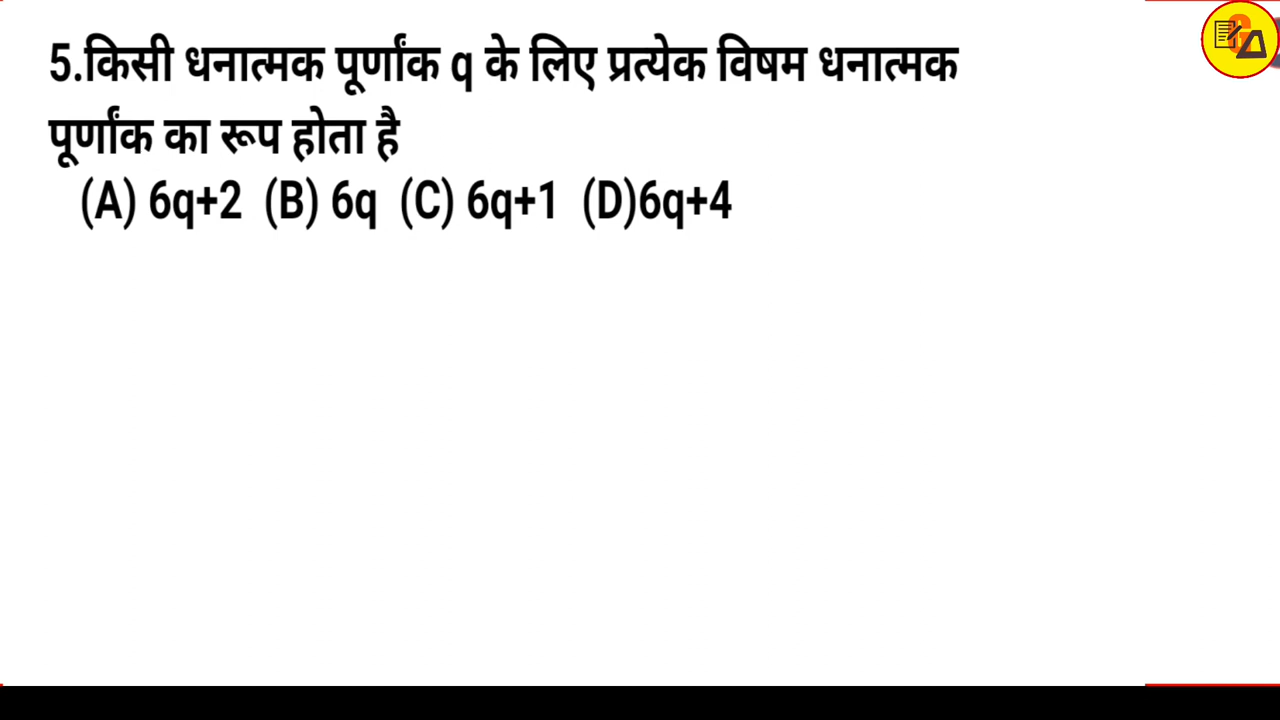 5.किसी धनात्मक पूर्णांक q के लिए प्रत्येक विषम धनात्मक
पूर्णांक का रूप होता है
(A) 6q+2 (B) 6q (C) 6q+1 (D)6q+4